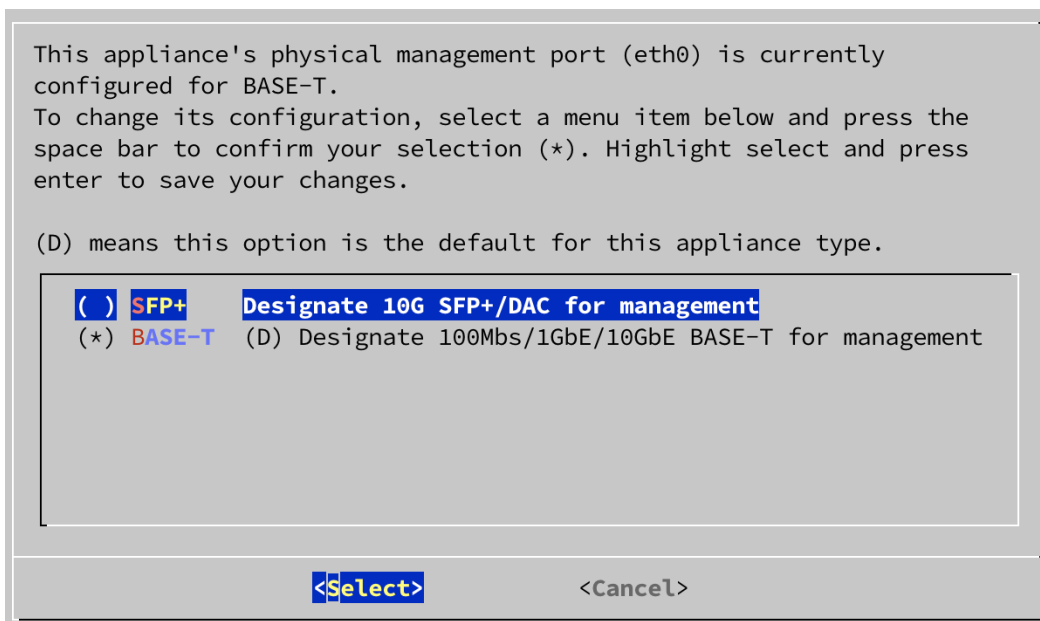 This appliance's physical management port (eth0) is currently
configured for BASE-T.
To change its configuration, select a menu item below and press the
space bar to confirm your selection (*). Highlight select and press
enter to save your changes.
(D) means this option is the default for this appliance type.
( ) SFP+ Designate 10G SFP+/DAC for management
(*) BASE-T (D) Designate 100Mbs/1GbE/10GbE BASE-T for management
<Select> <Cancel>